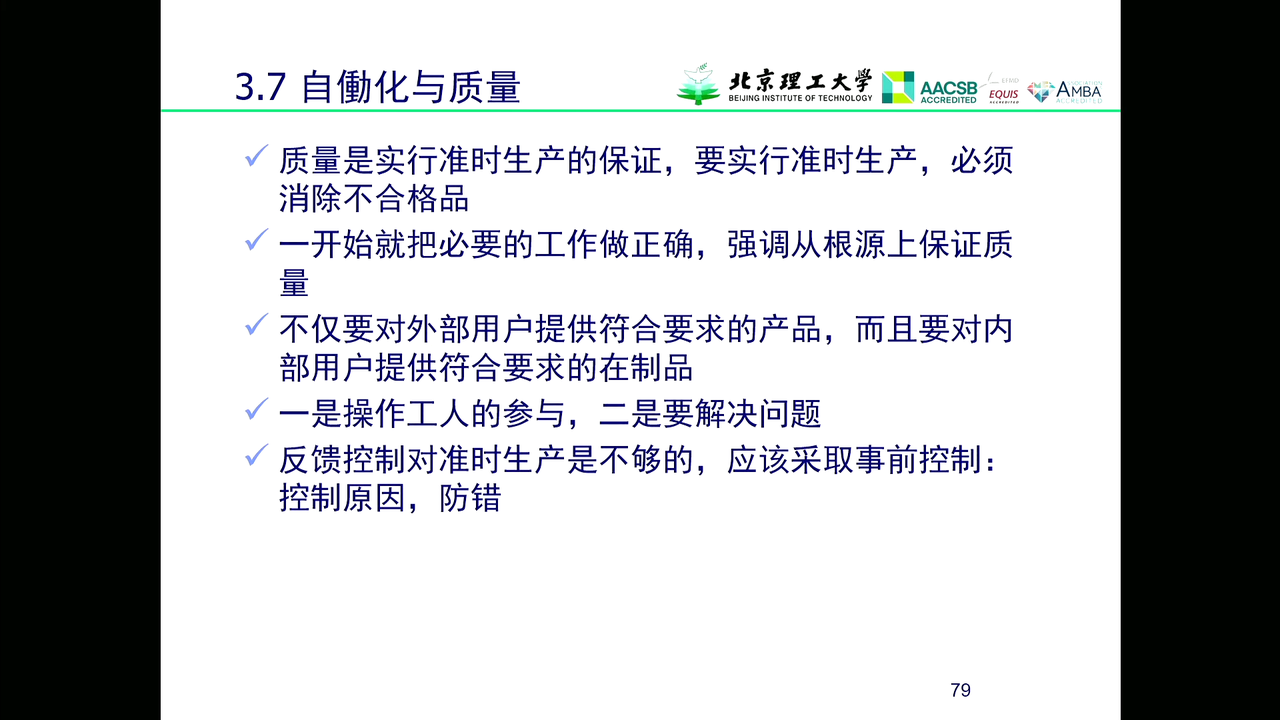 3.7 自働化与质量
北京理工大学
BEIJING INSTITUTE OF TECHNOLOGY
AACSB
ACCREDITED
EFMD
EQUIS
ACCREDITED
ASSOCIATION
AMBA
ACCREDITED
质量是实行准时生产的保证，要实行准时生产，必须
消除不合格品
一开始就把必要的工作做正确，强调从根源上保证质
量
不仅要对外部用户提供符合要求的产品，而且要对内
部用户提供符合要求的在制品
一是操作工人的参与，二是要解决问题
反馈控制对准时生产是不够的，应该采取事前控制：
控制原因，防错
79